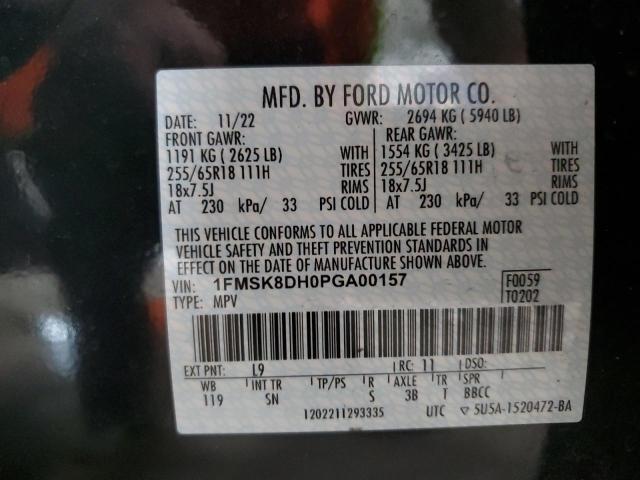 MFD. BY FORD MOTOR CO.
DATE: 11/22 GVWR: 2694 KG ( 5940 LB)
FRONT GAWR: REAR GAWR:
1191 KG ( 2625 LB) WITH 1554 KG ( 3425 LB) WITH
255/65R18 111H TIRES 255/65R18 111H TIRES
18x7.5J RIMS 18x7.5J RIMS
AT 230 kPa/ 33 PSI COLD AT 230 kPa/ 33 PSI COLD
THIS VEHICLE CONFORMS TO ALL APPLICABLE FEDERAL MOTOR
VEHICLE SAFETY AND THEFT PREVENTION STANDARDS IN
EFFECT ON THE DATE OF MANUFACTURE SHOWN ABOVE.
VIN: 1FMSK8DH0PGA00157 F0059
TYPE: MPV T0202
EXT PNT: L9 RC: 11 DSO:
WB INT TR TP/PS R AXLE TR SPR
119 SN S 3B T BBCC
1202211293335 UTC 5U5A-1520472-BA